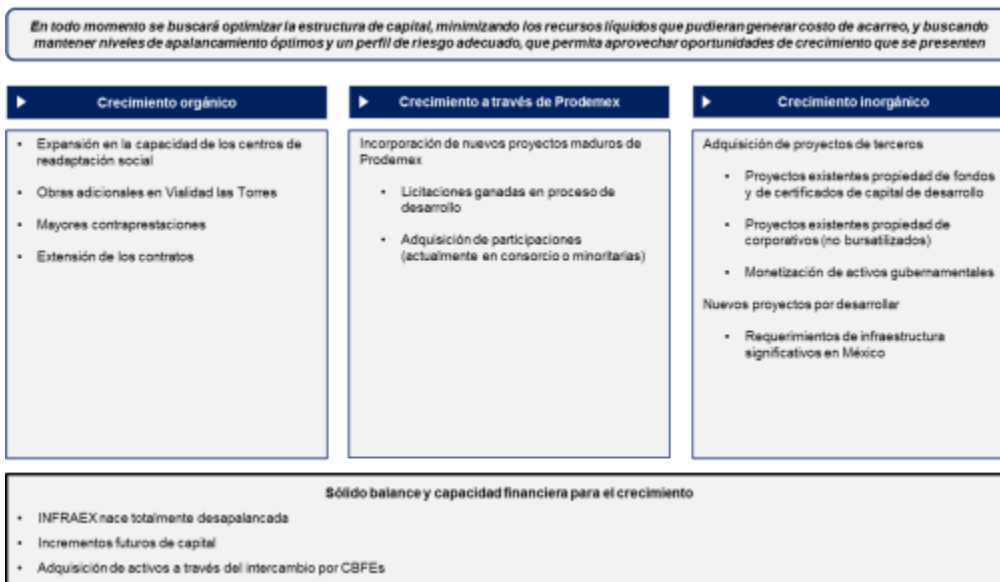 En todo momento se buscará optimizar la estructura de capital, minimizando los recursos líquidos que pudieran generar costo de acarreo, y buscando
mantener niveles de apalancamiento óptimos y un perfil de riesgo adecuado, que permita aprovechar oportunidades de crecimiento que se presenten
Crecimiento orgánico
• Expansión en la capacidad de los centros de
readaptación social
• Obras adicionales en Vialidad las Torres
• Mayores contraprestaciones
• Extensión de los contratos
Crecimiento a través de Prodemex
Incorporación de nuevos proyectos maduros de
Prodemex
• Licitaciones ganadas en proceso de
desarrollo
• Adquisición de participaciones
(actualmente en consorcio o minoritarias)
Crecimiento inorgánico
Adquisición de proyectos de terceros
• Proyectos existentes propiedad de fondos
y de certificados de capital de desarrollo
• Proyectos existentes propiedad de
corporativos (no bursatilizados)
• Monetización de activos gubernamentales
Nuevos proyectos por desarrollar
• Requerimientos de infraestructura
significativos en México
Sólido balance y capacidad financiera para el crecimiento
• INFRAEX nace totalmente desapalancada
• Incrementos futuros de capital
• Adquisición de activos a través del intercambio por CBFEs